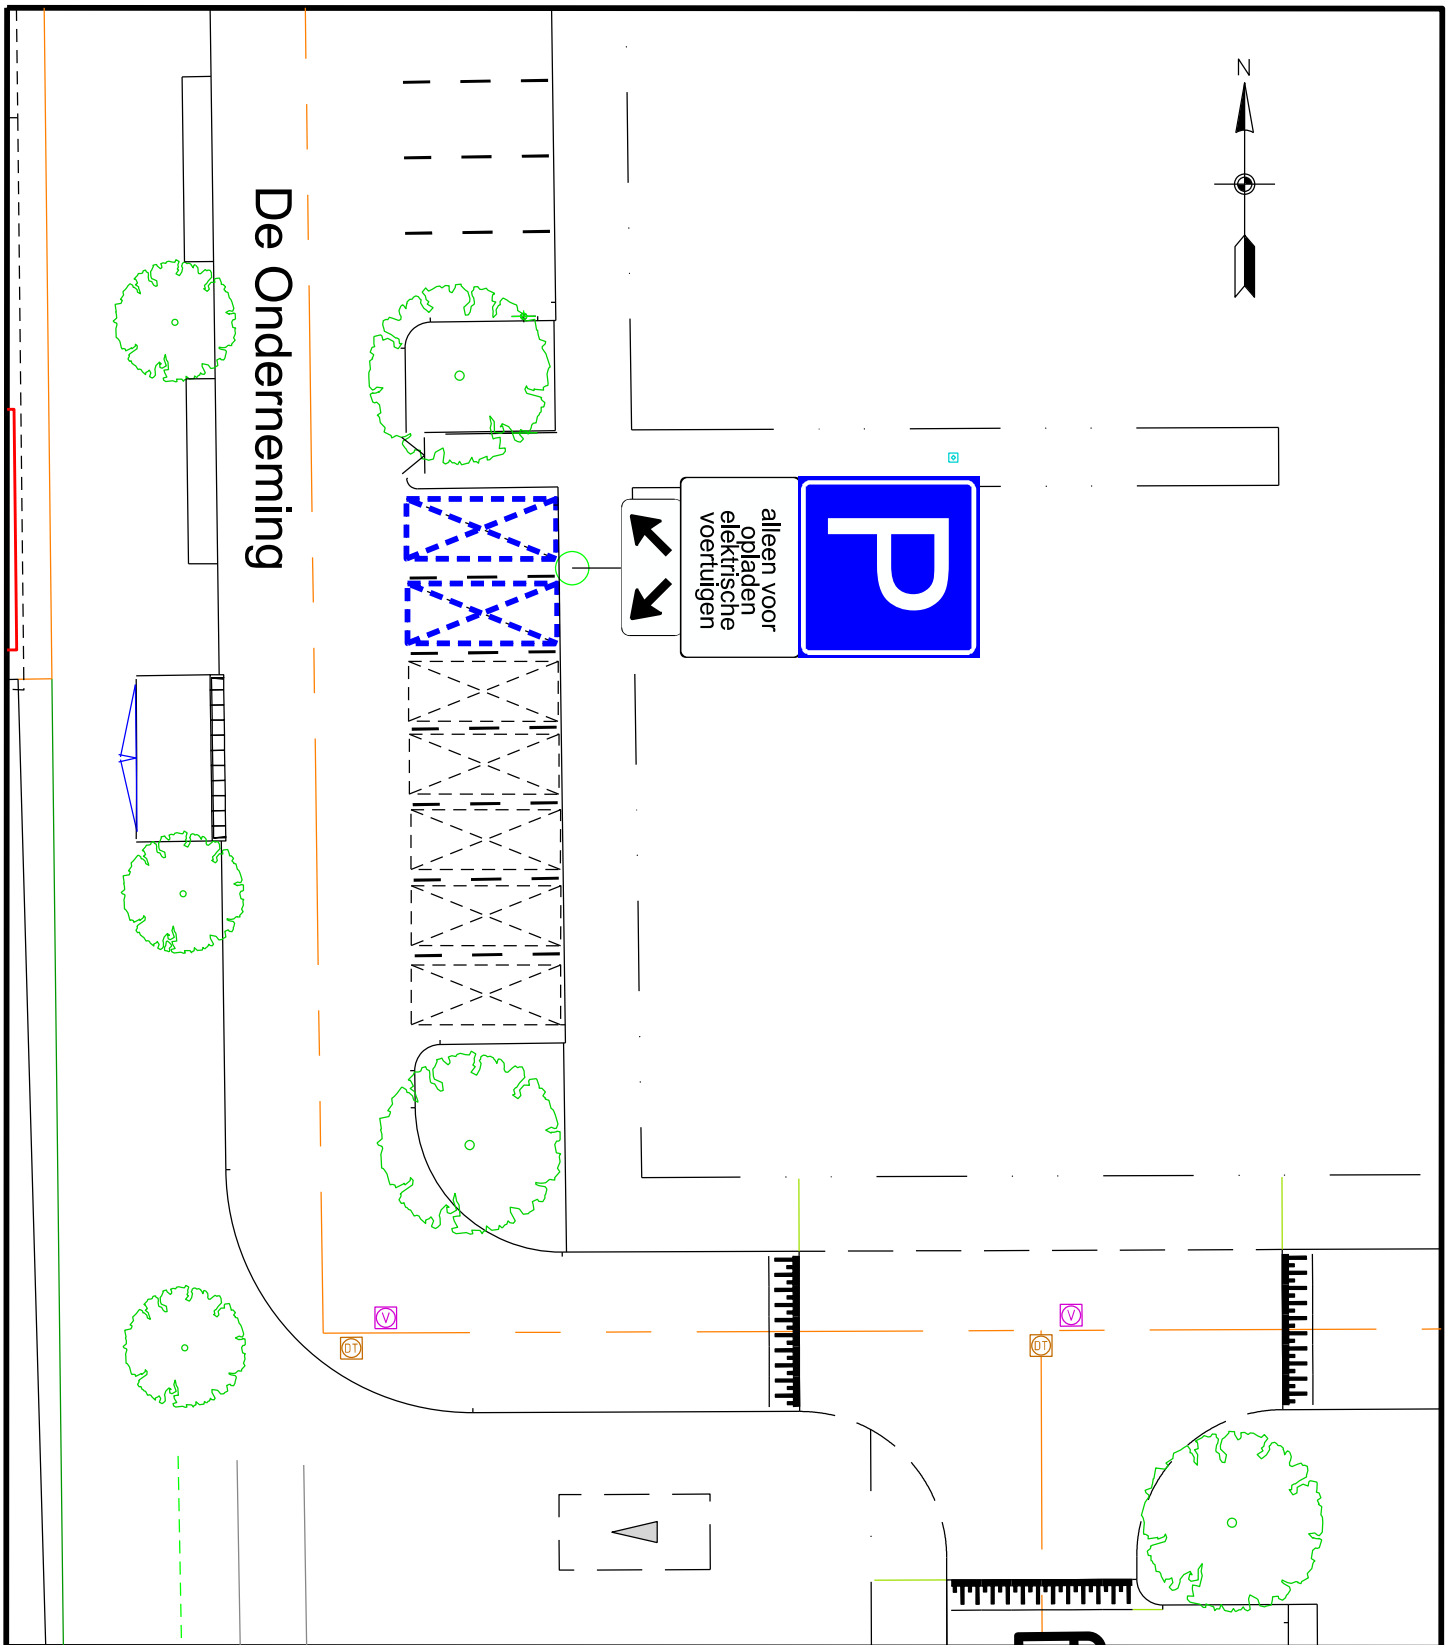 N
De Onderneming
P
alleen voor
opladen
elektrische
voertuigen
V
DT
V
DT